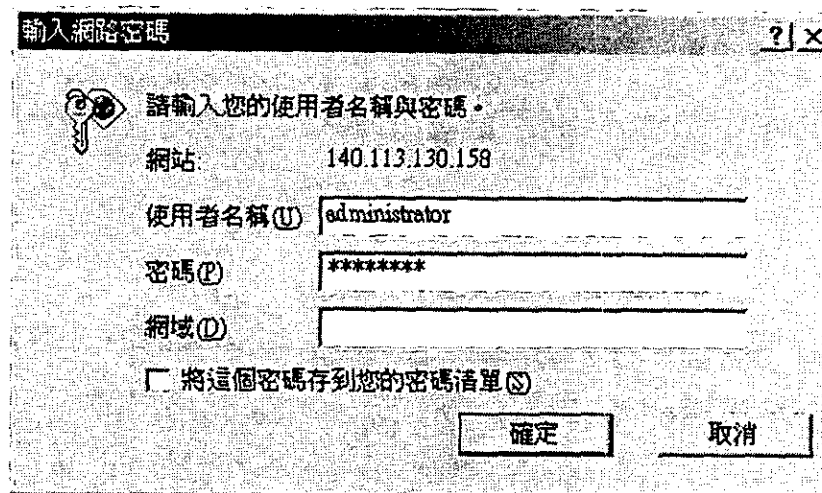 輸入網路密碼
? ×
請輸入您的使用者名稱與密碼。
網站: 140.113.130.158
使用者名稱(U) administrator
密碼(P) ********
網域(D)
將這個密碼存到您的密碼清單(S)
確定 取消